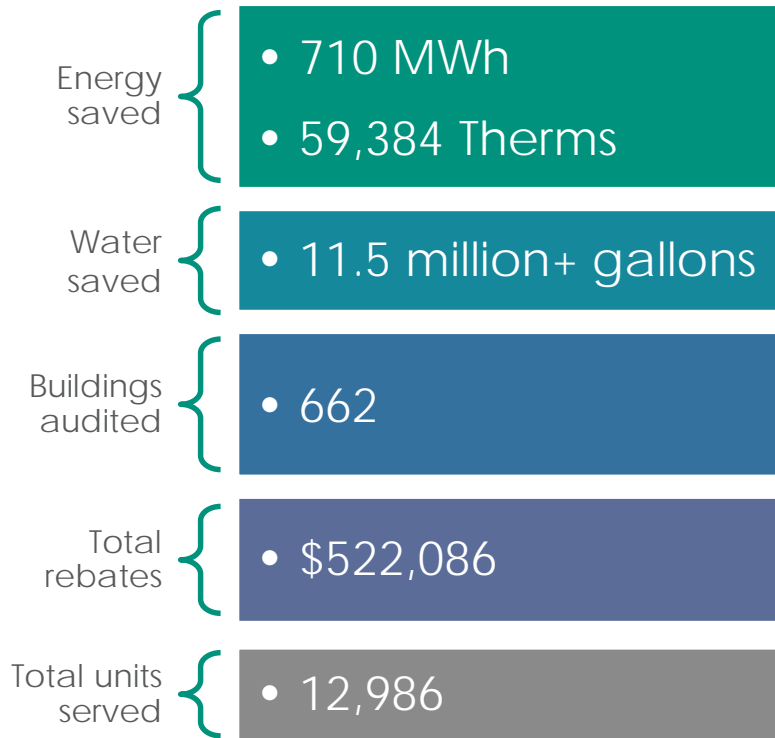 Energy
saved
• 710 MWh
• 59,384 Therms
Water
saved
• 11.5 million+ gallons
Buildings
audited
• 662
Total
rebates
• $522,086
Total units
served
• 12,986